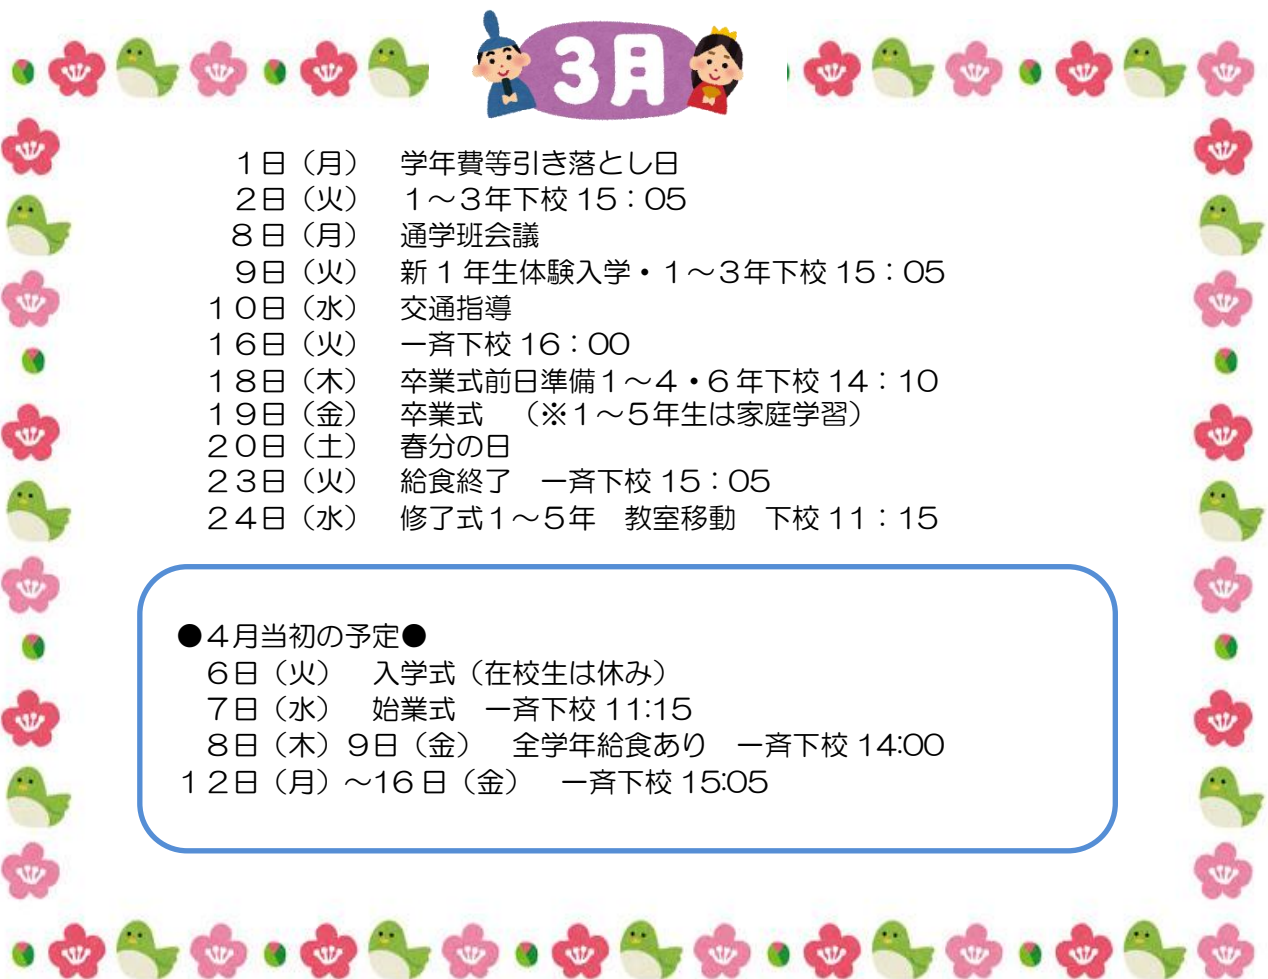 3月
1日（月）　学年費等引き落とし日
2日（火）　1～3年下校 15：05
8日（月）　通学班会議
9日（火）　新1年生体験入学・1～3年下校 15：05
10日（水）　交通指導
16日（火）　一斉下校 16：00
18日（木）　卒業式前日準備1～4・6年下校 14：10
19日（金）　卒業式　（※1～5年生は家庭学習）
20日（土）　春分の日
23日（火）　給食終了　一斉下校 15：05
24日（水）　修了式1～5年　教室移動　下校 11：15
●4月当初の予定●
6日（火）　入学式（在校生は休み）
7日（水）　始業式　一斉下校 11:15
8日（木）9日（金）　全学年給食あり　一斉下校 14:00
12日（月）～16日（金）　一斉下校 15:05